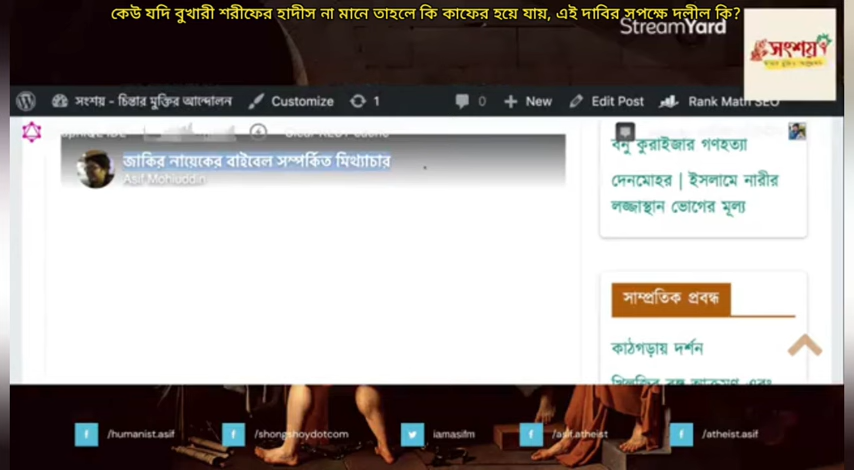 কেউ যদি বুখারী শরীফের হাদীস না মানে তাহলে কি কাফের হয়ে যায়, এই দাবির সপক্ষে দলীল কি?
StreamYard
সংশয়
সংশয় - চিন্তার মুক্তির আন্দোলন Customize 1 0 + New Edit Post Rank Math SEO
জাকির নায়েকের বাইবেল সম্পর্কিত মিথ্যাচার
Asif Mohiuddin
বনু কুরাইজার গণহত্যা
দেনমোহর | ইসলামে নারীর
লজ্জাস্থান ভোগের মূল্য
সাম্প্রতিক প্রবন্ধ
কাঠগড়ায় দর্শন
/humanist.asif /shongshoydotcom iamasifm /asif.atheist /atheist.asif